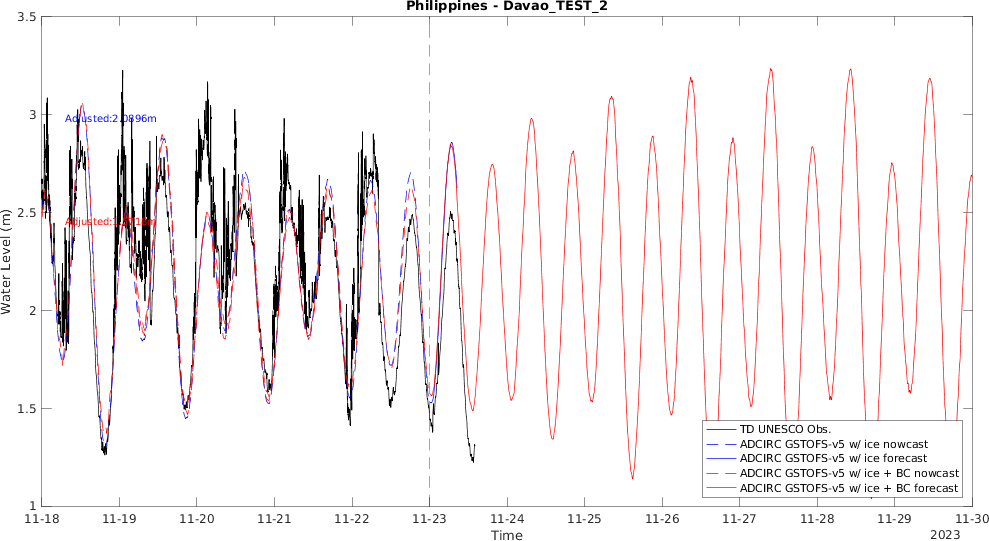 Philippines - Davao_TEST_2
Water Level (m)
3.5
3
2.5
2
1.5
1
Adjusted:2.0896m
TD UNESCO Obs.
ADCIRC GSTOFS-v5 w/ ice nowcast
ADCIRC GSTOFS-v5 w/ ice forecast
ADCIRC GSTOFS-v5 w/ ice + BC nowcast
ADCIRC GSTOFS-v5 w/ ice + BC forecast
11-18 11-19 11-20 11-21 11-22 11-23 11-24 11-25 11-26 11-27 11-28 11-29 11-30
Time
2023